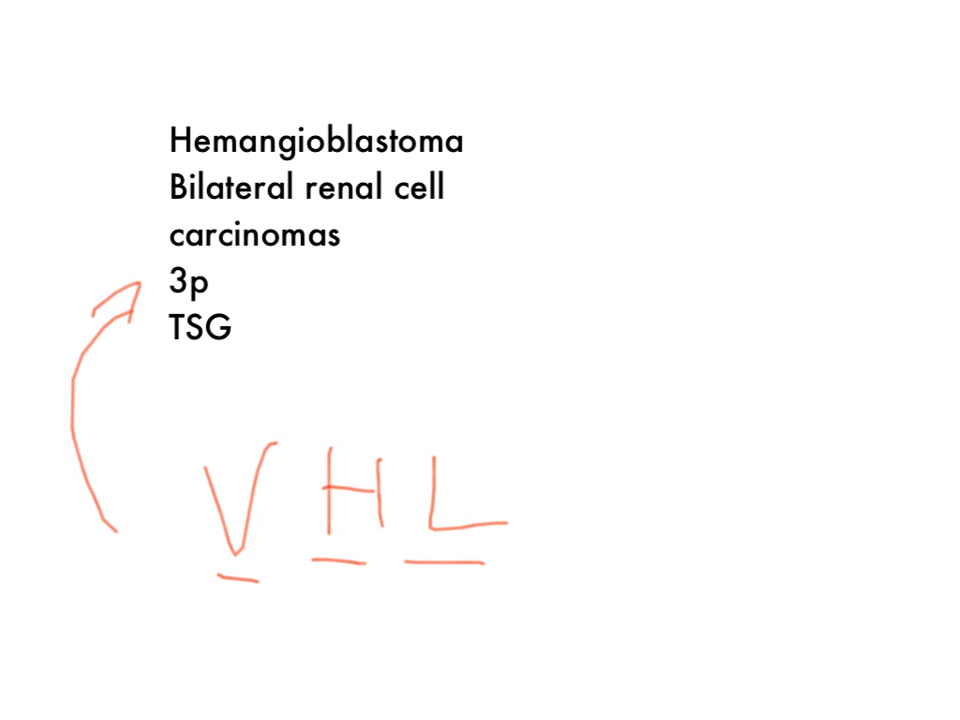 Hemangioblastoma
Bilateral renal cell
carcinomas
3p
TSG
VHL